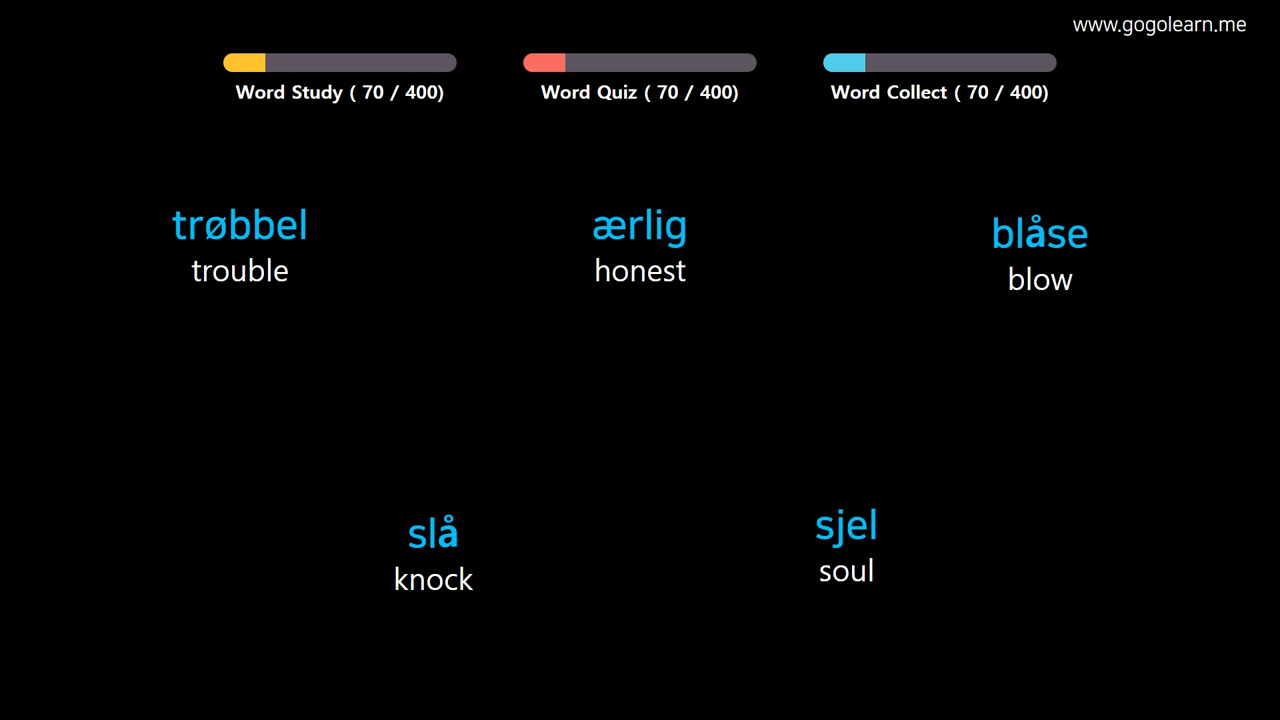 www.gogolearn.me
Word Study ( 70 / 400)
Word Quiz ( 70 / 400)
Word Collect ( 70 / 400)
trøbbel
trouble
ærlig
honest
blåse
blow
slå
knock
sjel
soul